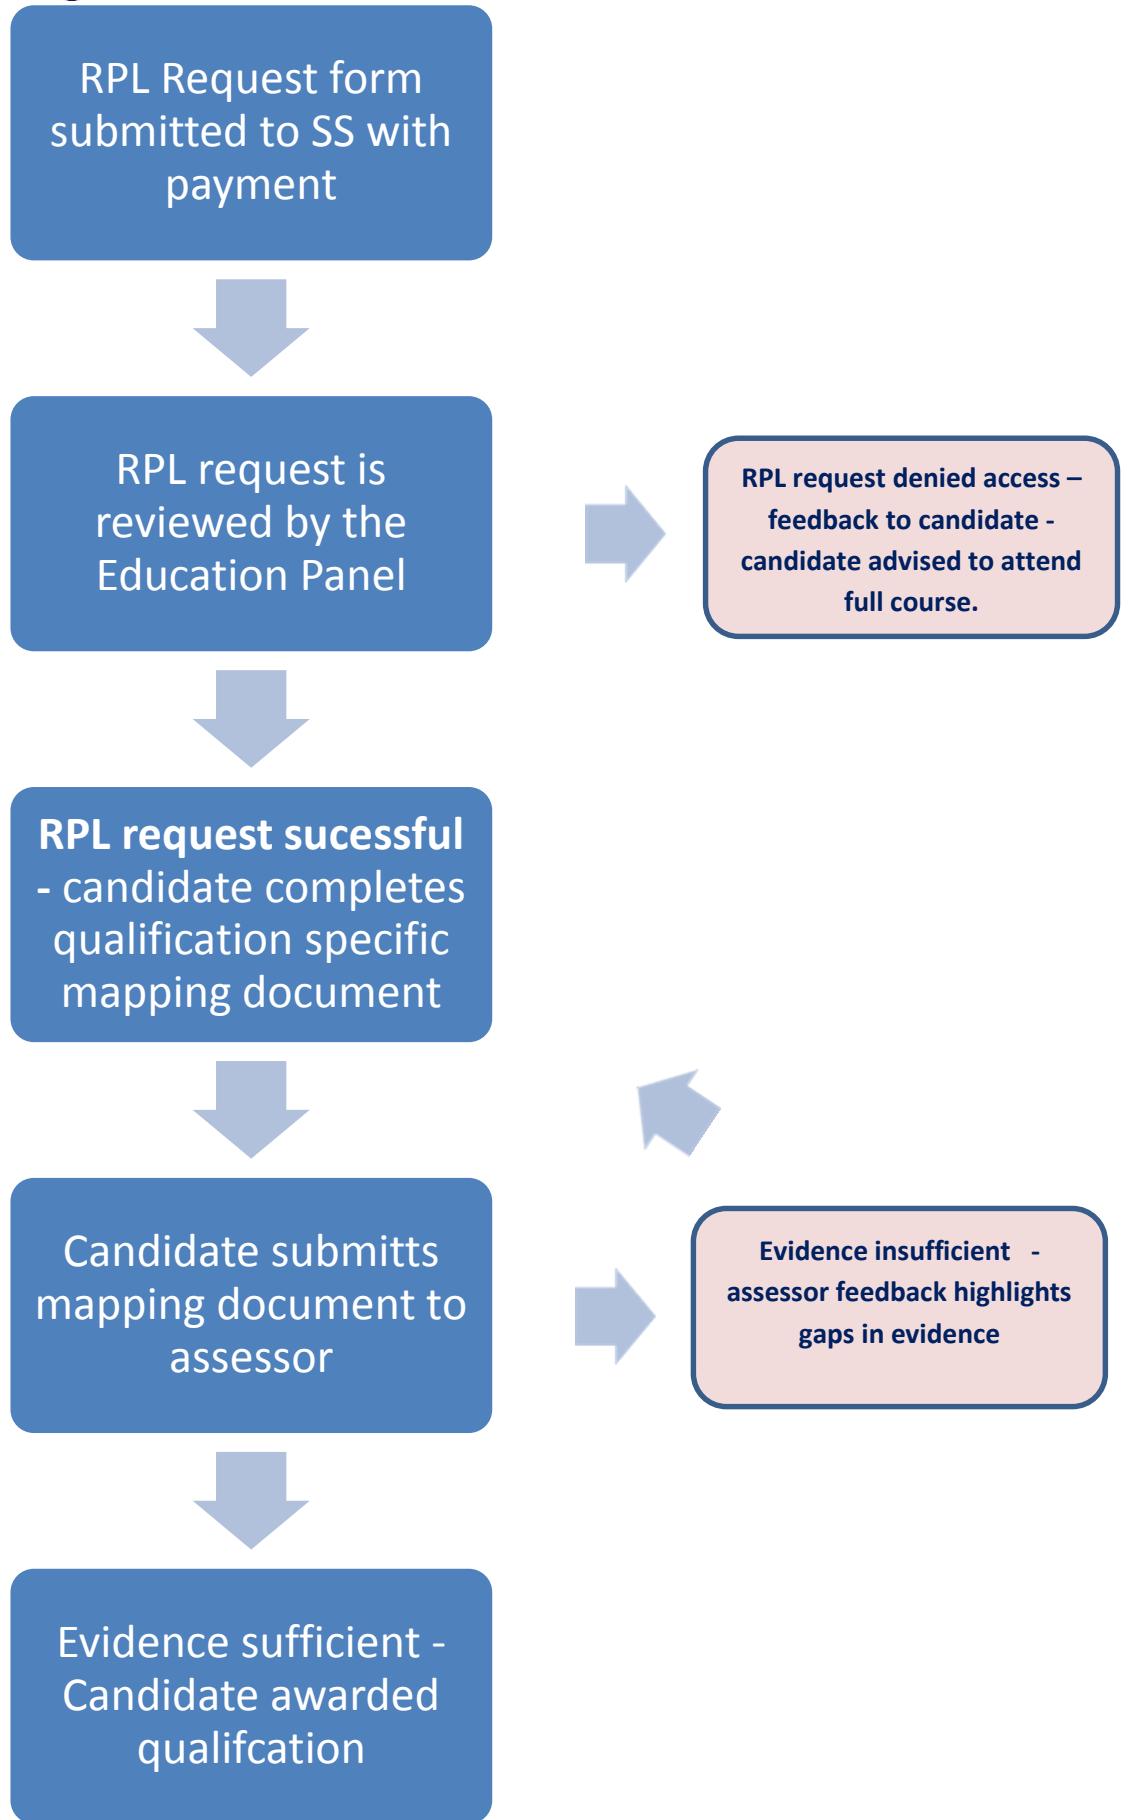 RPL Request form
submitted to SS with
payment
RPL request is
reviewed by the
Education Panel
RPL request denied access –
feedback to candidate -
candidate advised to attend
full course.
RPL request sucessful
- candidate completes
qualification specific
mapping document
Candidate submitts
mapping document to
assessor
Evidence insufficient   -
assessor feedback highlights
gaps in evidence
Evidence sufficient -
Candidate awarded
qualifcation